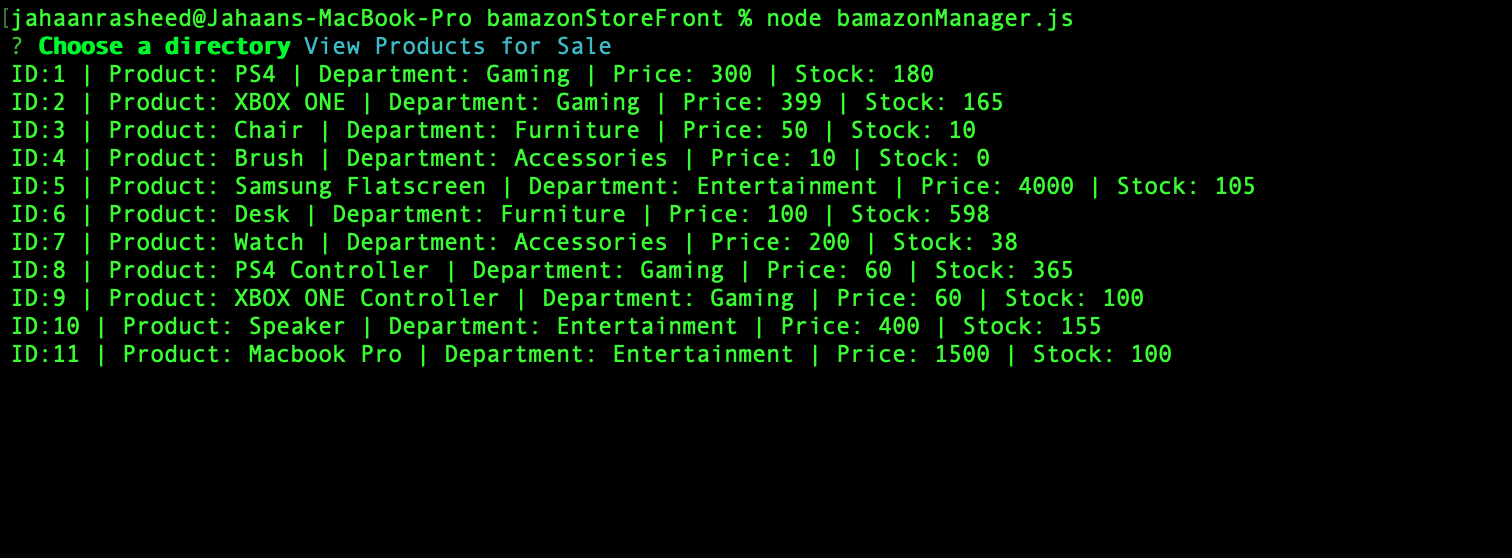 [jahaanrasheed@Jahaans-MacBook-Pro bamazonStoreFront % node bamazonManager.js
? Choose a directory View Products for Sale
ID:1 | Product: PS4 | Department: Gaming | Price: 300 | Stock: 180
ID:2 | Product: XBOX ONE | Department: Gaming | Price: 399 | Stock: 165
ID:3 | Product: Chair | Department: Furniture | Price: 50 | Stock: 10
ID:4 | Product: Brush | Department: Accessories | Price: 10 | Stock: 0
ID:5 | Product: Samsung Flatscreen | Department: Entertainment | Price: 4000 | Stock: 105
ID:6 | Product: Desk | Department: Furniture | Price: 100 | Stock: 598
ID:7 | Product: Watch | Department: Accessories | Price: 200 | Stock: 38
ID:8 | Product: PS4 Controller | Department: Gaming | Price: 60 | Stock: 365
ID:9 | Product: XBOX ONE Controller | Department: Gaming | Price: 60 | Stock: 100
ID:10 | Product: Speaker | Department: Entertainment | Price: 400 | Stock: 155
ID:11 | Product: Macbook Pro | Department: Entertainment | Price: 1500 | Stock: 100